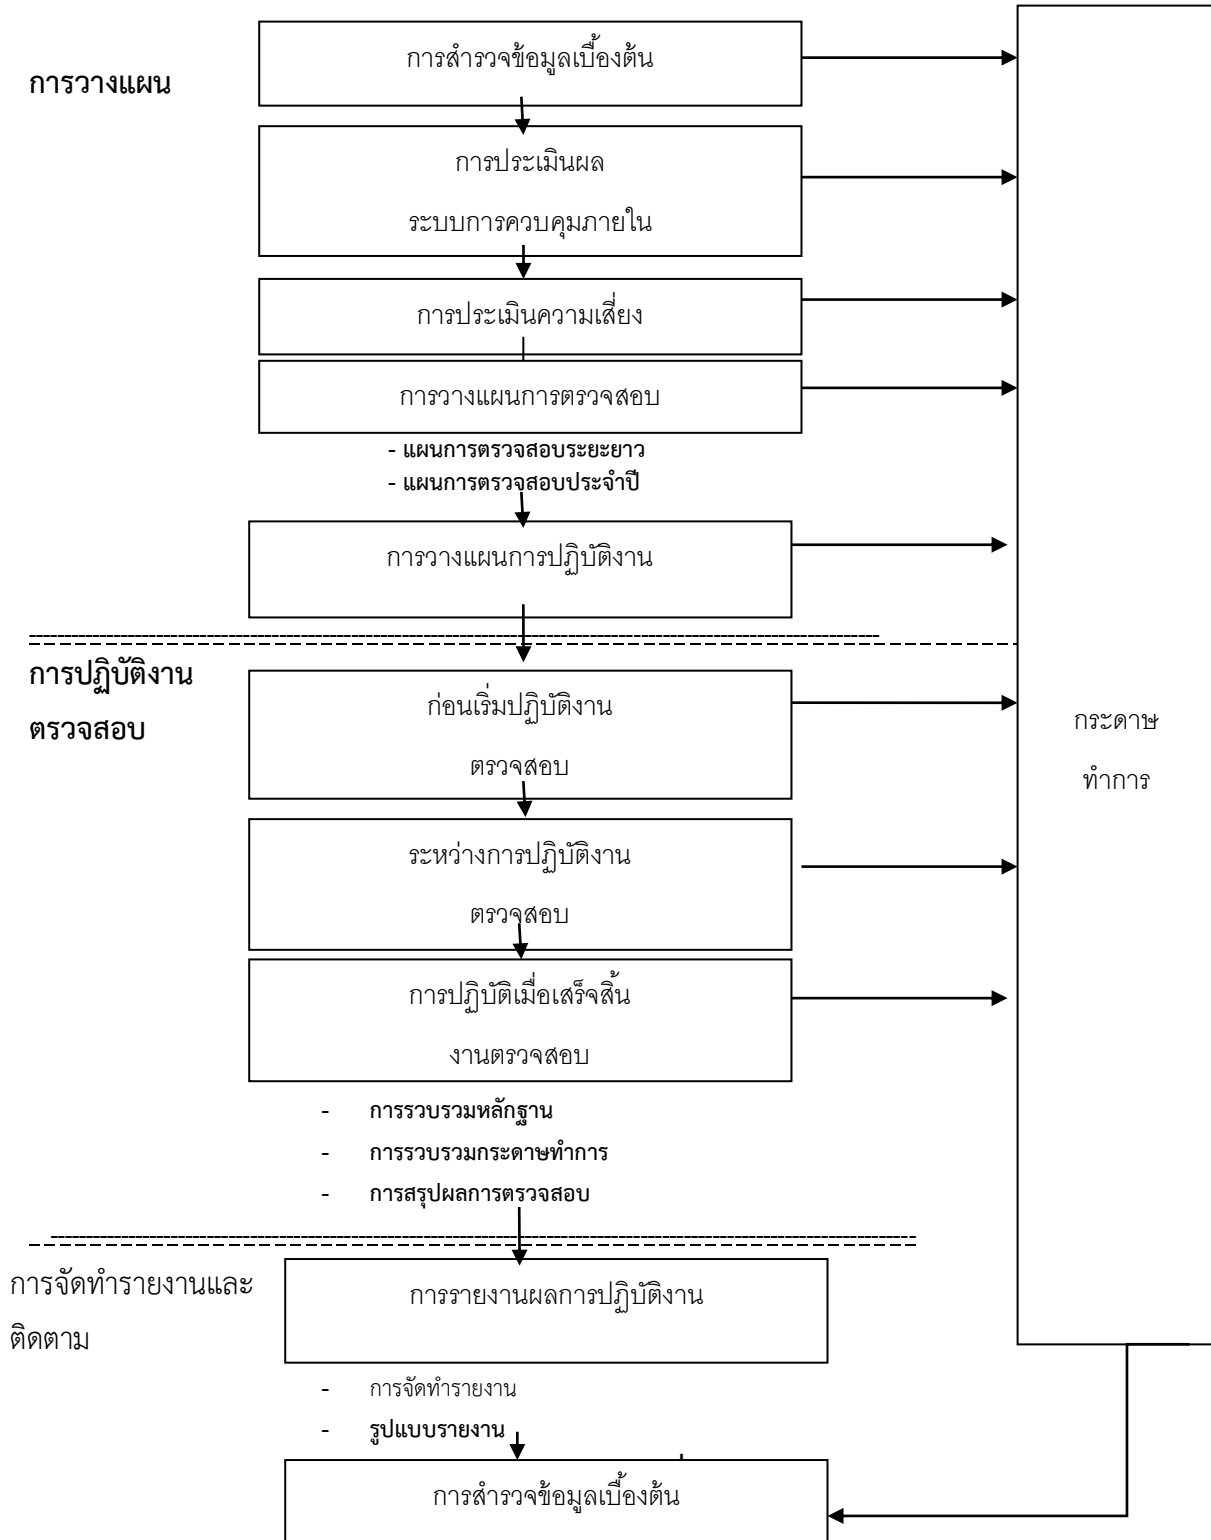 การวางแผน
การสำรวจข้อมูลเบื้องต้น
การประเมินผล
ระบบการควบคุมภายใน
การประเมินความเสี่ยง
การวางแผนการตรวจสอบ
- แผนการตรวจสอบระยะยาว
- แผนการตรวจสอบประจำปี
การวางแผนการปฏิบัติงาน
การปฏิบัติงาน
ตรวจสอบ
ก่อนเริ่มปฏิบัติงาน
ตรวจสอบ
ระหว่างการปฏิบัติงาน
ตรวจสอบ
การปฏิบัติเมื่อเสร็จสิ้น
งานตรวจสอบ
- การรวบรวมหลักฐาน
- การรวบรวมกระดาษทำการ
- การสรุปผลการตรวจสอบ
กระดาษ
ทำการ
การจัดทำรายงานและ
ติดตาม
การรายงานผลการปฏิบัติงาน
- การจัดทำรายงาน
- รูปแบบรายงาน
การสำรวจข้อมูลเบื้องต้น